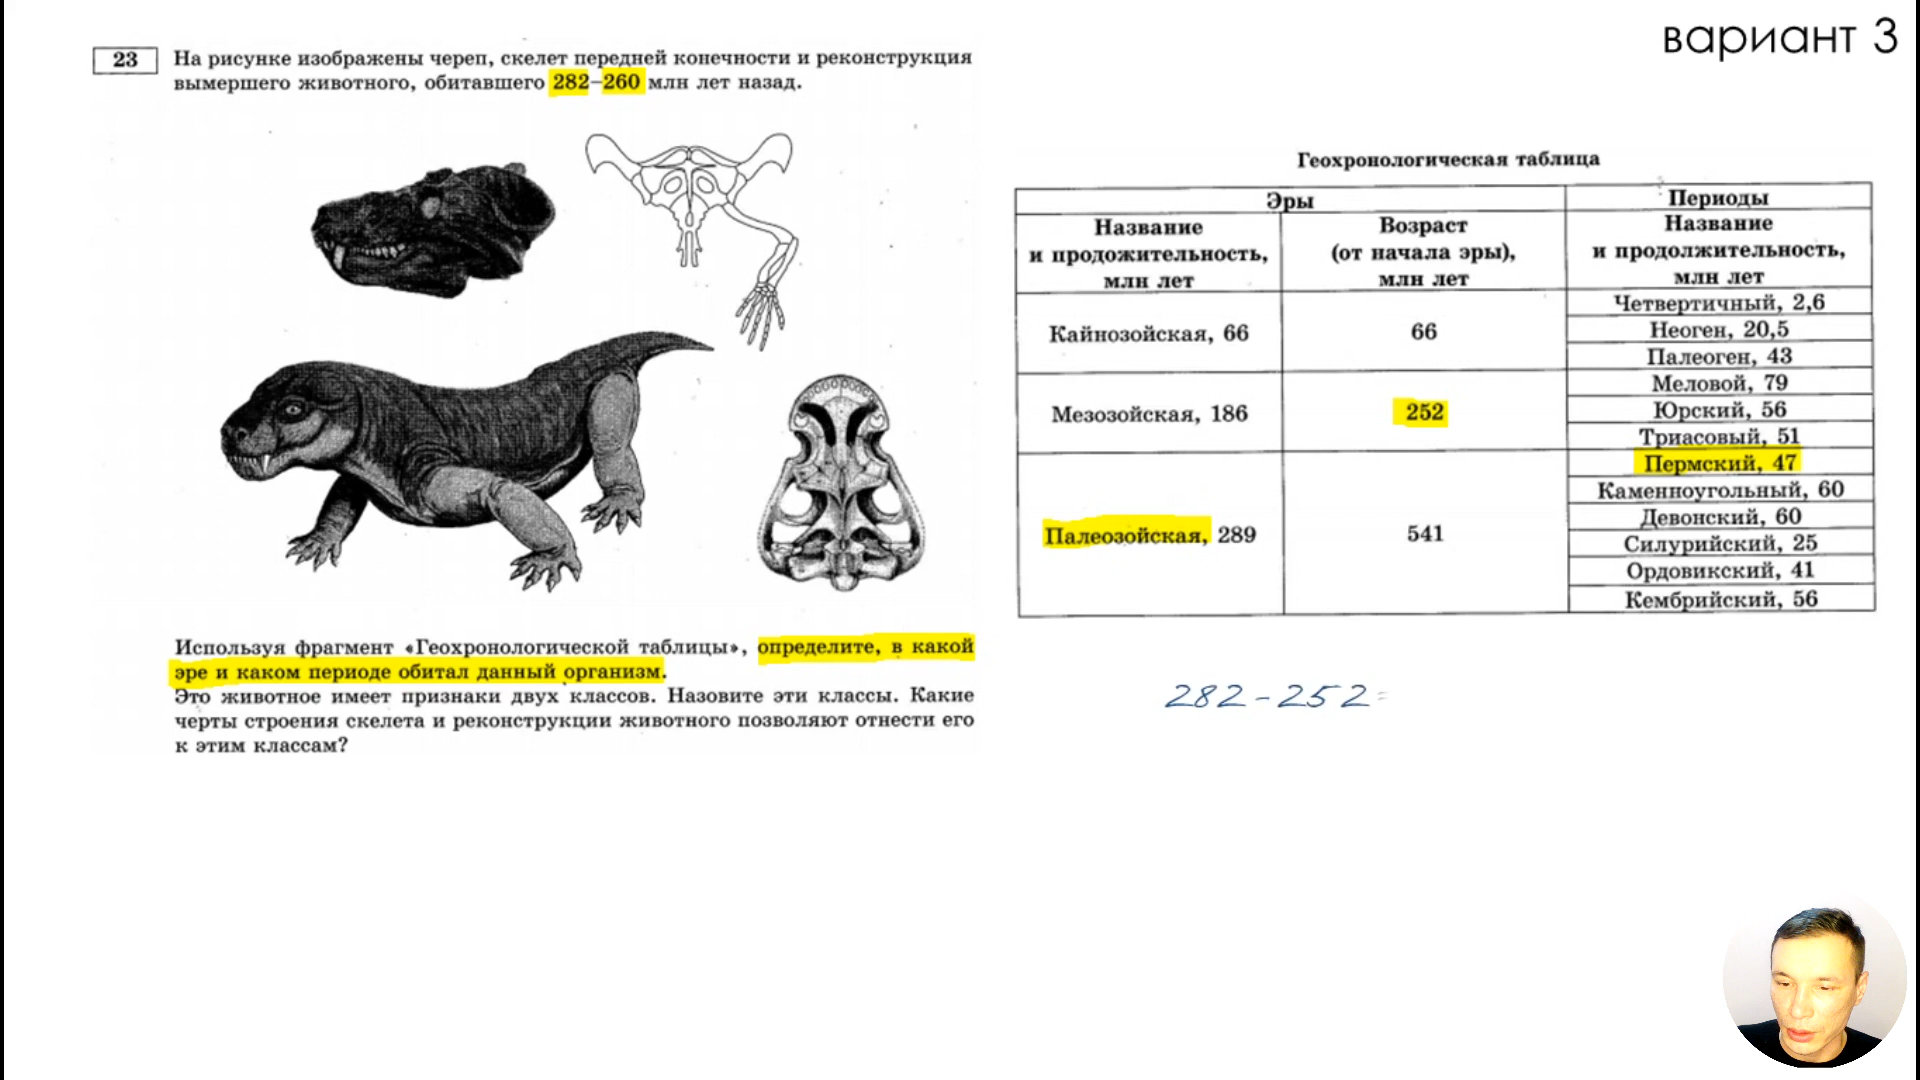 вариант 3
23
На рисунке изображены череп, скелет передней конечности и реконструкция
вымершего животного, обитавшего 282–260 млн лет назад.
Используя фрагмент «Геохронологической таблицы», определите, в какой
эре и каком периоде обитал данный организм.
Это животное имеет признаки двух классов. Назовите эти классы. Какие
черты строения скелета и реконструкции животного позволяют отнести его
к этим классам?
Геохронологическая таблица
Эры
Периоды
Название
и продожительность,
млн лет
Возраст
(от начала эры),
млн лет
Название
и продолжительность,
млн лет
Кайнозойская, 66
66
Четвертичный, 2,6
Неоген, 20,5
Палеоген, 43
Мезозойская, 186
252
Меловой, 79
Юрский, 56
Триасовый, 51
Палеозойская, 289
541
Пермский, 47
Каменноугольный, 60
Девонский, 60
Силурийский, 25
Ордовикский, 41
Кембрийский, 56
282-252=